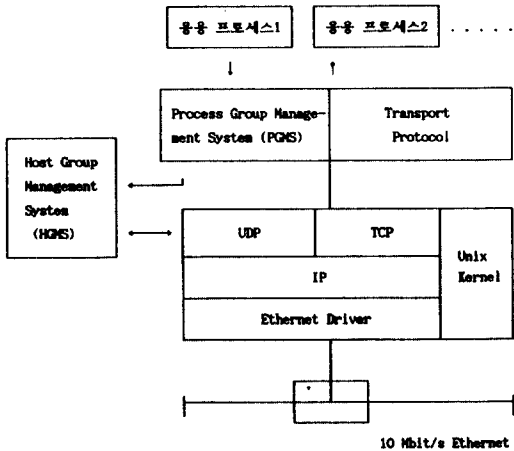 응용 프로세스1
응용 프로세스2 . . . . .
Process Group Manage-
ment System (PGMS)
Transport
Protocol
Host Group
Management
System
(HGMS)
UDP
TCP
Unix
Kernel
IP
Ethernet Driver
10 Mbit/s Ethernet